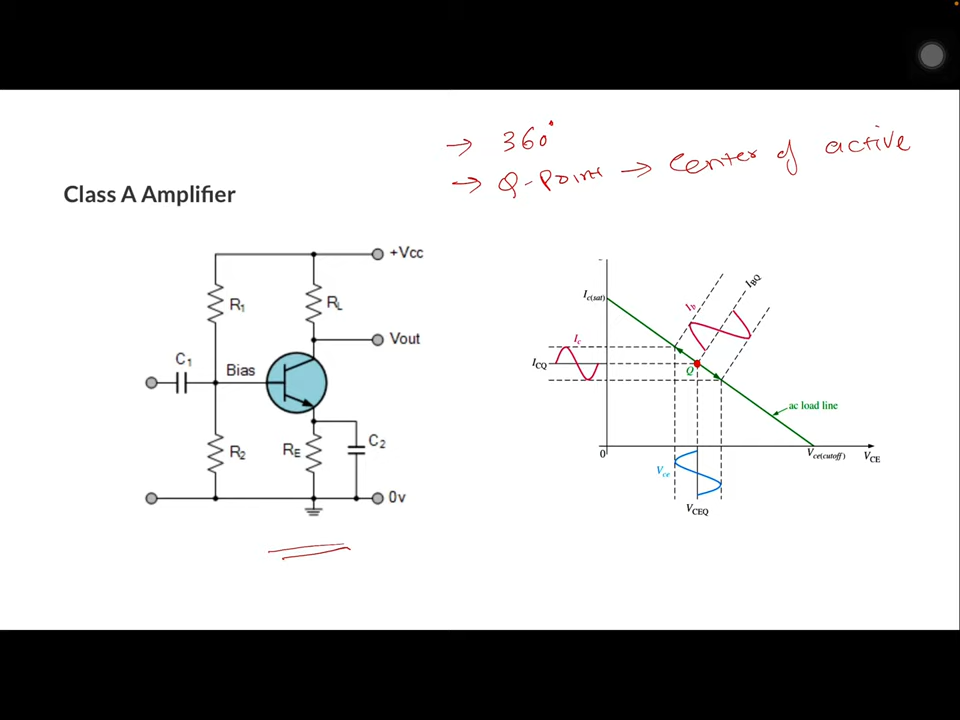 → 360°
→ Q-Point → Center of active
Class A Amplifier
+Vcc
R1
RL
Vout
C1
Bias
R2
RE
C2
0v
Ic(sat)
Ic
ICQ
Ib
IBQ
Q
ac load line
0
Vce(cutoff)
VCE
Vce
VCEQ